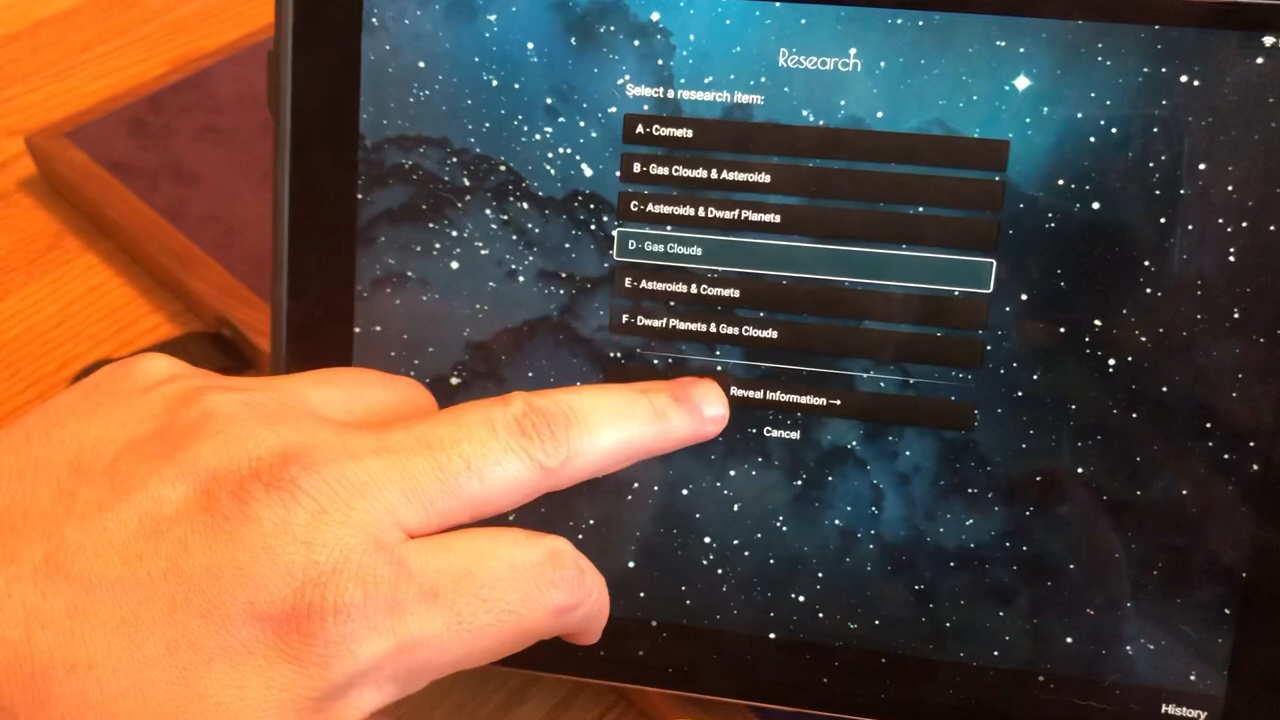 Research
Select a research item:
A - Comets
B - Gas Clouds & Asteroids
C - Asteroids & Dwarf Planets
D - Gas Clouds
E - Asteroids & Comets
F - Dwarf Planets & Gas Clouds
Reveal Information →
Cancel
History